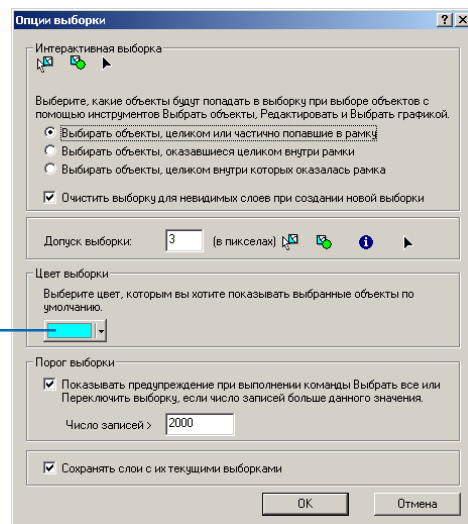 Опции выборки
Интерактивная выборка
Выберите, какие объекты будут попадать в выборку при выборе объектов с
помощью инструментов Выбрать объекты, Редактировать и Выбрать графикой.
Выбирать объекты, целиком или частично попавшие в рамку
Выбирать объекты, оказавшиеся целиком внутри рамки
Выбирать объекты, целиком внутри которых оказалась рамка
Очистить выборку для невидимых слоев при создании новой выборки
Допуск выборки: 3 (в пикселах)
Цвет выборки
Выберите цвет, которым вы хотите показывать выбранные объекты по
умолчанию.
Порог выборки
Показывать предупреждение при выполнении команды Выбрать все или
Переключить выборку, если число записей больше данного значения.
Число записей > 2000
Сохранять слои с их текущими выборками
OK Отмена